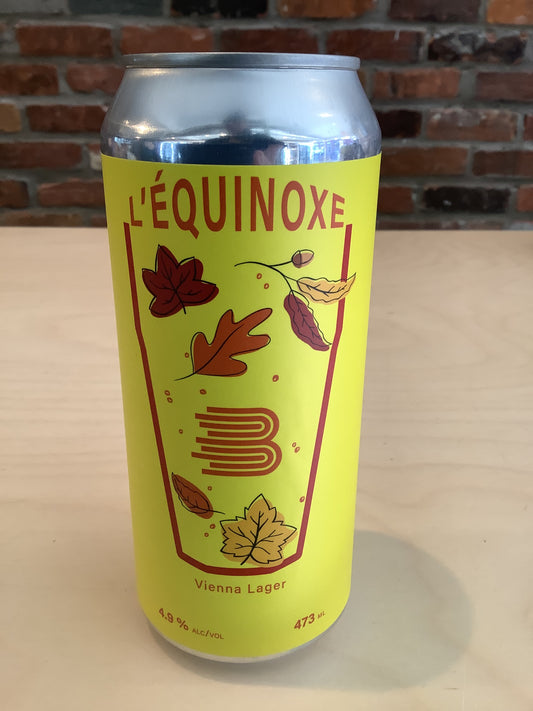 L'ÉQUINOXE
B
Vienna Lager
4.9% ALC/VOL
473 ML